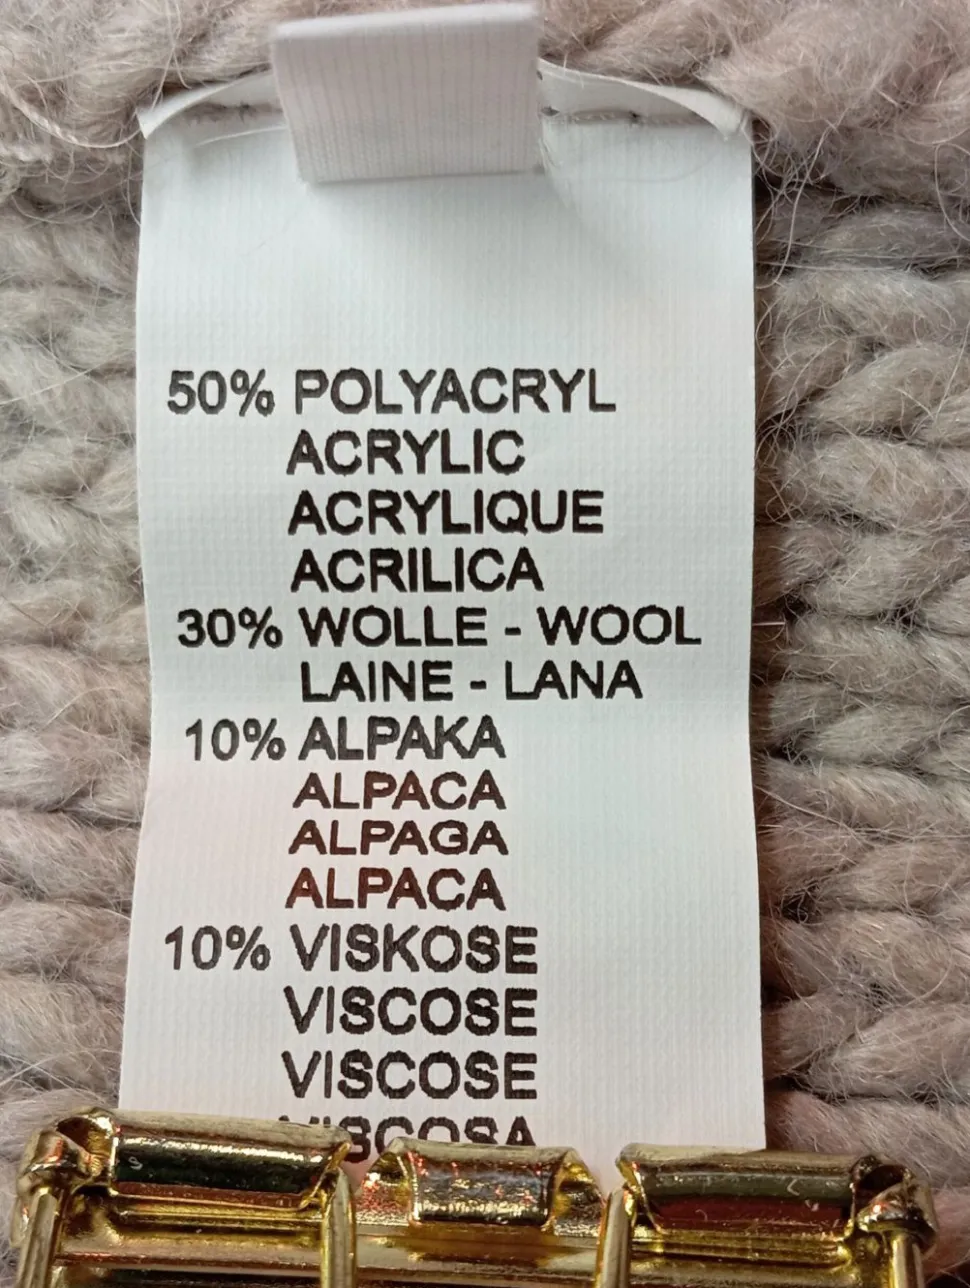 50% POLYACRYL
ACRYLIC
ACRYLIQUE
ACRILICA
30% WOLLE - WOOL
LAINE - LANA
10% ALPAKA
ALPACA
ALPAGA
ALPACA
10% VISKOSE
VISCOSE
VISCOSE
VISCOSA